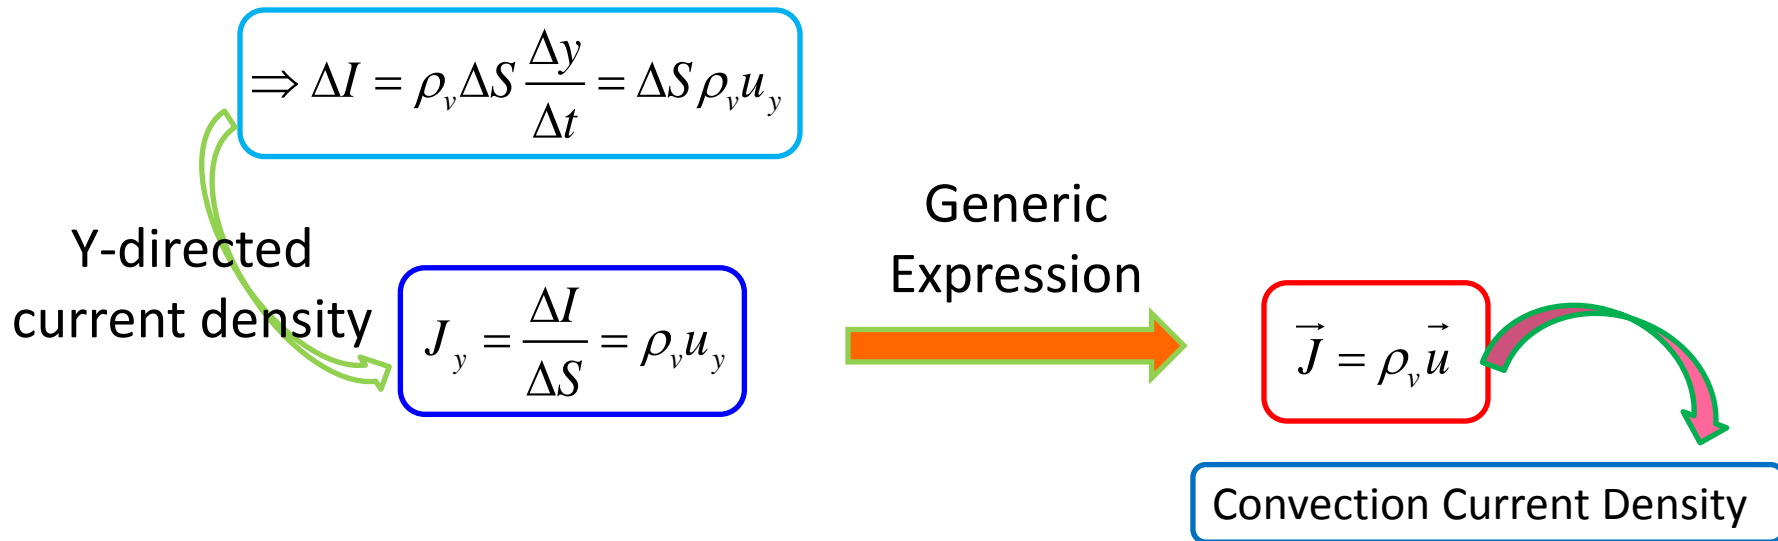 ⇒ ΔI = ρ_v ΔS Δy/Δt = ΔS ρ_v u_y
Y-directed
current density
J_y = ΔI/ΔS = ρ_v u_y
Generic
Expression
J⃗ = ρ_v u⃗
Convection Current Density